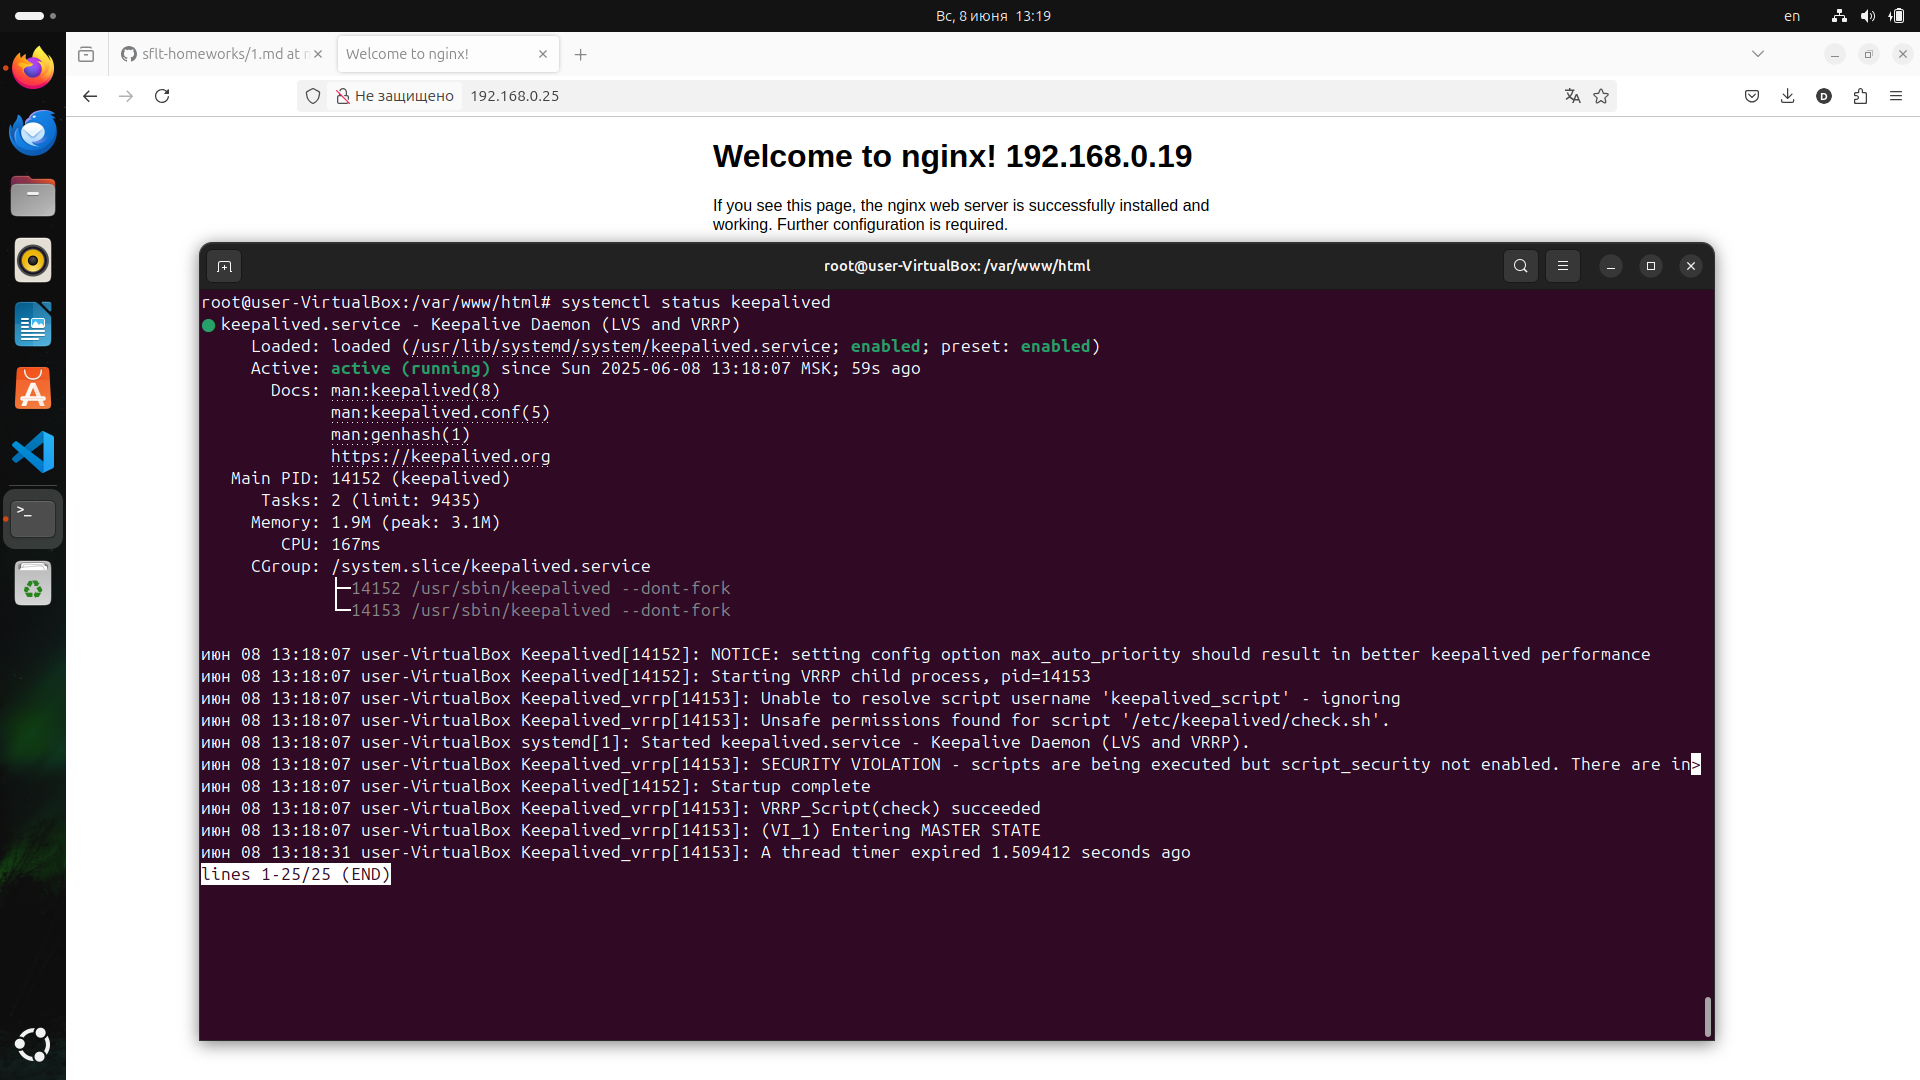 Вс, 8 июня 13:19
en
sflt-homeworks/1.md at
Welcome to nginx!
Не защищено 192.168.0.25
D
Welcome to nginx! 192.168.0.19
If you see this page, the nginx web server is successfully installed and
working. Further configuration is required.
root@user-VirtualBox: /var/www/html
root@user-VirtualBox:/var/www/html# systemctl status keepalived
● keepalived.service - Keepalive Daemon (LVS and VRRP)
Loaded: loaded (/usr/lib/systemd/system/keepalived.service; enabled; preset: enabled)
Active: active (running) since Sun 2025-06-08 13:18:07 MSK; 59s ago
Docs: man:keepalived(8)
man:keepalived.conf(5)
man:genhash(1)
https://keepalived.org
Main PID: 14152 (keepalived)
Tasks: 2 (limit: 9435)
Memory: 1.9M (peak: 3.1M)
CPU: 167ms
CGroup: /system.slice/keepalived.service
├─14152 /usr/sbin/keepalived --dont-fork
└─14153 /usr/sbin/keepalived --dont-fork
июн 08 13:18:07 user-VirtualBox Keepalived[14152]: NOTICE: setting config option max_auto_priority should result in better keepalived performance
июн 08 13:18:07 user-VirtualBox Keepalived[14152]: Starting VRRP child process, pid=14153
июн 08 13:18:07 user-VirtualBox Keepalived_vrrp[14153]: Unable to resolve script username 'keepalived_script' - ignoring
июн 08 13:18:07 user-VirtualBox Keepalived_vrrp[14153]: Unsafe permissions found for script '/etc/keepalived/check.sh'.
июн 08 13:18:07 user-VirtualBox systemd[1]: Started keepalived.service - Keepalive Daemon (LVS and VRRP).
июн 08 13:18:07 user-VirtualBox Keepalived_vrrp[14153]: SECURITY VIOLATION - scripts are being executed but script_security not enabled. There are in>
июн 08 13:18:07 user-VirtualBox Keepalived[14152]: Startup complete
июн 08 13:18:07 user-VirtualBox Keepalived_vrrp[14153]: VRRP_Script(check) succeeded
июн 08 13:18:07 user-VirtualBox Keepalived_vrrp[14153]: (VI_1) Entering MASTER STATE
июн 08 13:18:31 user-VirtualBox Keepalived_vrrp[14153]: A thread timer expired 1.509412 seconds ago
lines 1-25/25 (END)